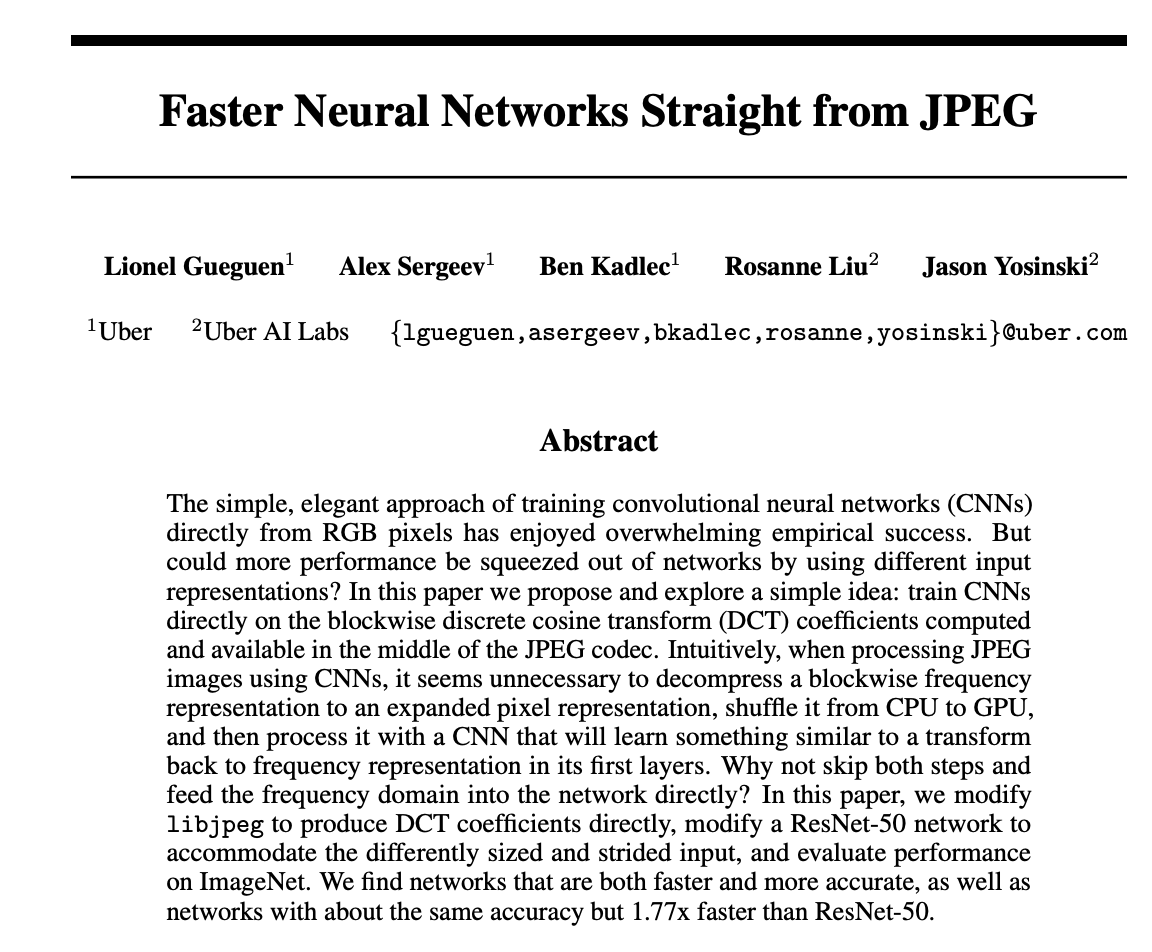 Faster Neural Networks Straight from JPEG
Lionel Gueguen¹ Alex Sergeev¹ Ben Kadlec¹ Rosanne Liu² Jason Yosinski²
¹Uber ²Uber AI Labs {lgueguen,asergeev,bkadlec,rosanne,yosinski}@uber.com
Abstract
The simple, elegant approach of training convolutional neural networks (CNNs)
directly from RGB pixels has enjoyed overwhelming empirical success. But
could more performance be squeezed out of networks by using different input
representations? In this paper we propose and explore a simple idea: train CNNs
directly on the blockwise discrete cosine transform (DCT) coefficients computed
and available in the middle of the JPEG codec. Intuitively, when processing JPEG
images using CNNs, it seems unnecessary to decompress a blockwise frequency
representation to an expanded pixel representation, shuffle it from CPU to GPU,
and then process it with a CNN that will learn something similar to a transform
back to frequency representation in its first layers. Why not skip both steps and
feed the frequency domain into the network directly? In this paper, we modify
libjpeg to produce DCT coefficients directly, modify a ResNet-50 network to
accommodate the differently sized and strided input, and evaluate performance
on ImageNet. We find networks that are both faster and more accurate, as well as
networks with about the same accuracy but 1.77x faster than ResNet-50.